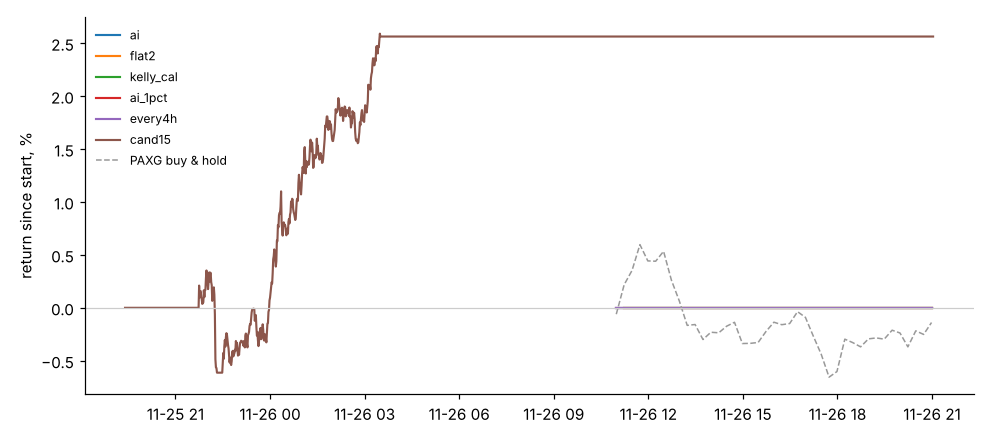 ai
flat2
kelly_cal
ai_1pct
every4h
cand15
PAXG buy & hold
return since start, %
2.5
2.0
1.5
1.0
0.5
0.0
−0.5
11-25 21
11-26 00
11-26 03
11-26 06
11-26 09
11-26 12
11-26 15
11-26 18
11-26 21